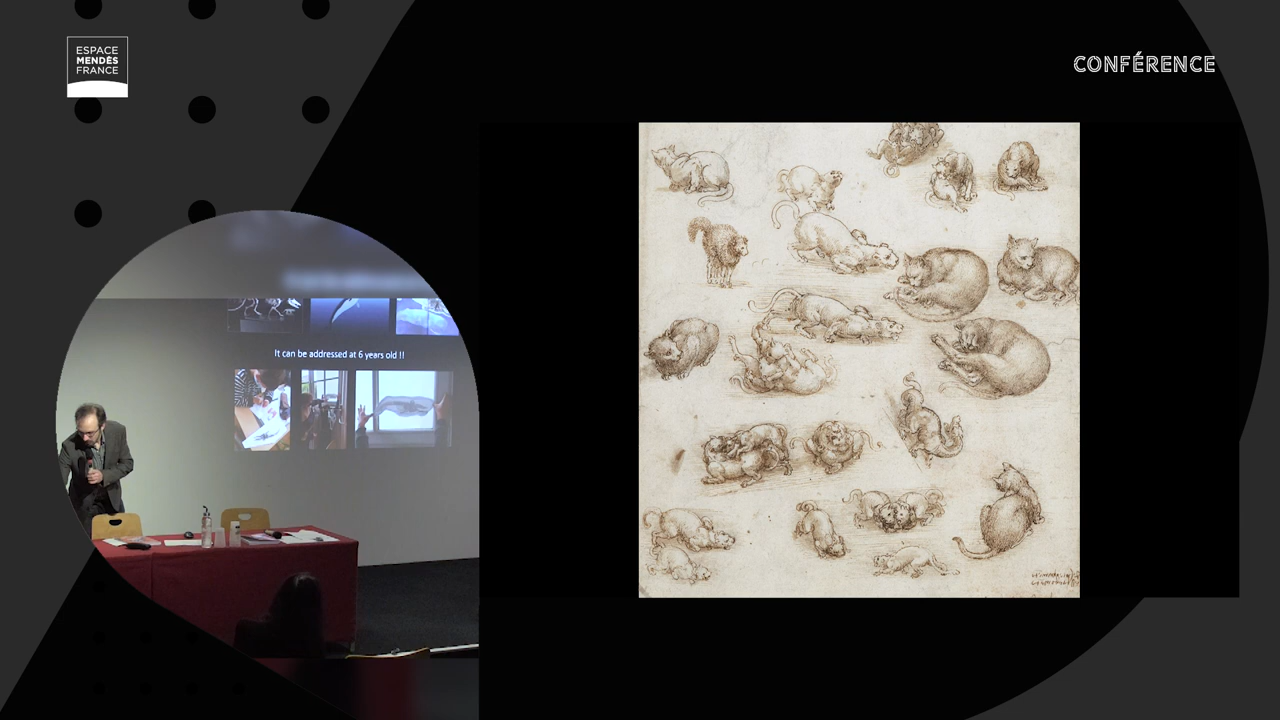 ESPACE
MENDÈS
FRANCE
CONFÉRENCE
It can be addressed at 6 years old !!